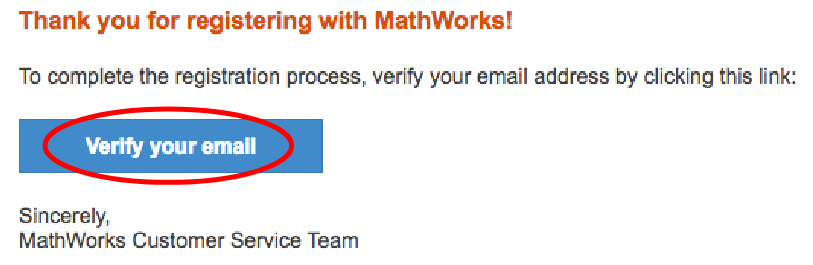 Thank you for registering with MathWorks!
To complete the registration process, verify your email address by clicking this link:
Verify your email
Sincerely,
MathWorks Customer Service Team